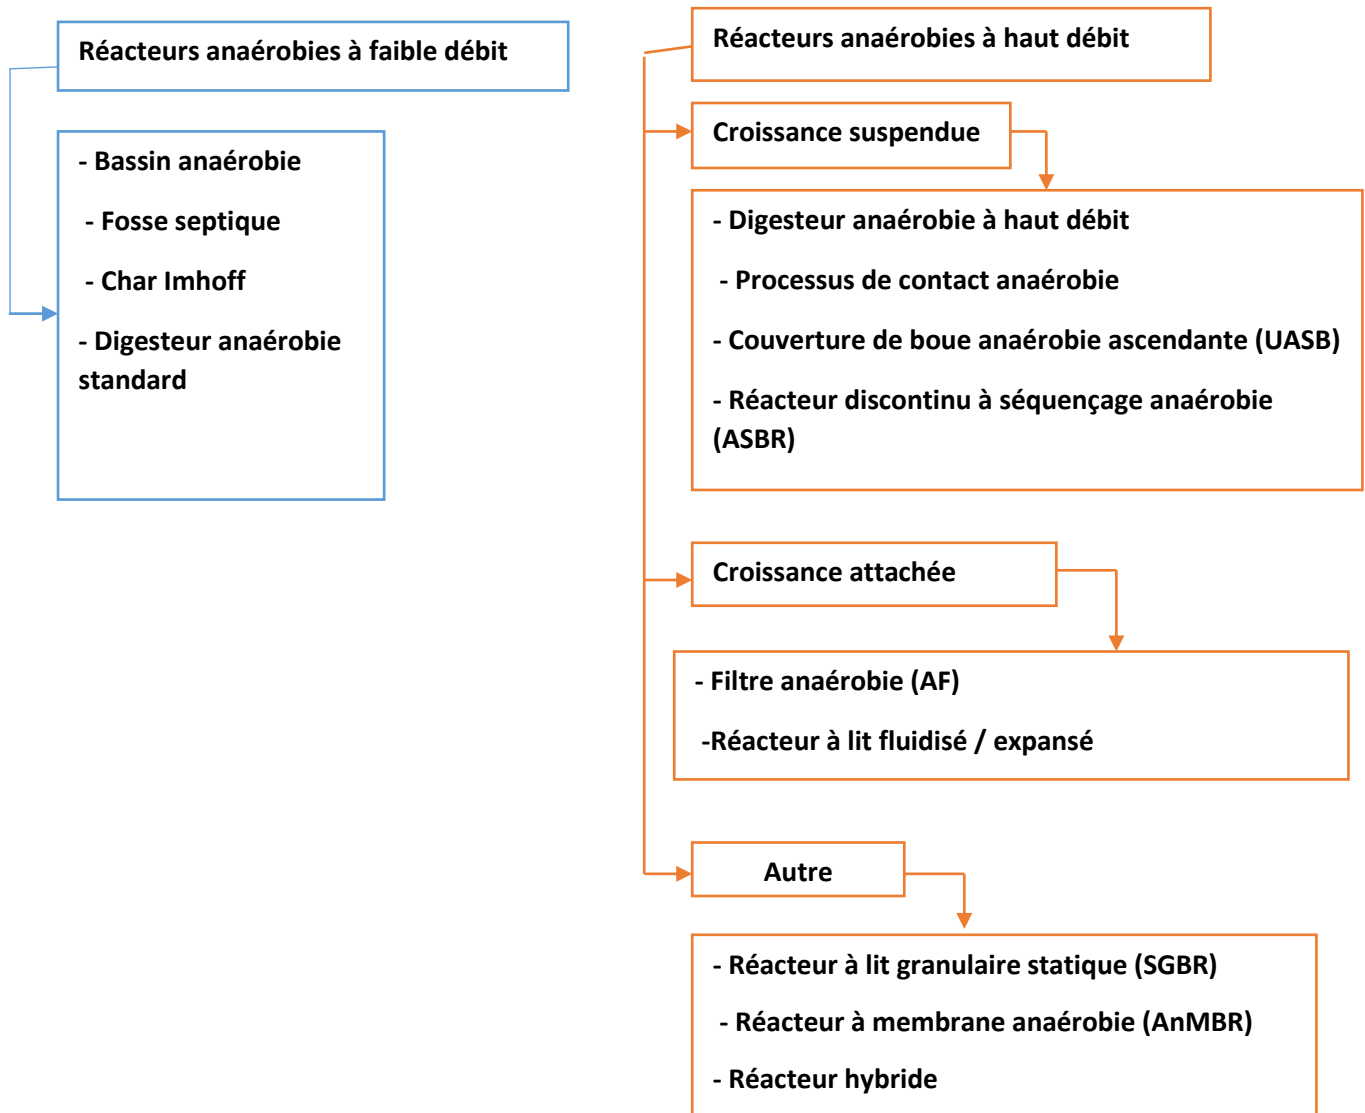 Réacteurs anaérobies à faible débit
- Bassin anaérobie
- Fosse septique
- Char Imhoff
- Digesteur anaérobie
standard
Réacteurs anaérobies à haut débit
Croissance suspendue
- Digesteur anaérobie à haut débit
- Processus de contact anaérobie
- Couverture de boue anaérobie ascendante (UASB)
- Réacteur discontinu à séquençage anaérobie
(ASBR)
Croissance attachée
- Filtre anaérobie (AF)
-Réacteur à lit fluidisé / expansé
Autre
- Réacteur à lit granulaire statique (SGBR)
- Réacteur à membrane anaérobie (AnMBR)
- Réacteur hybride